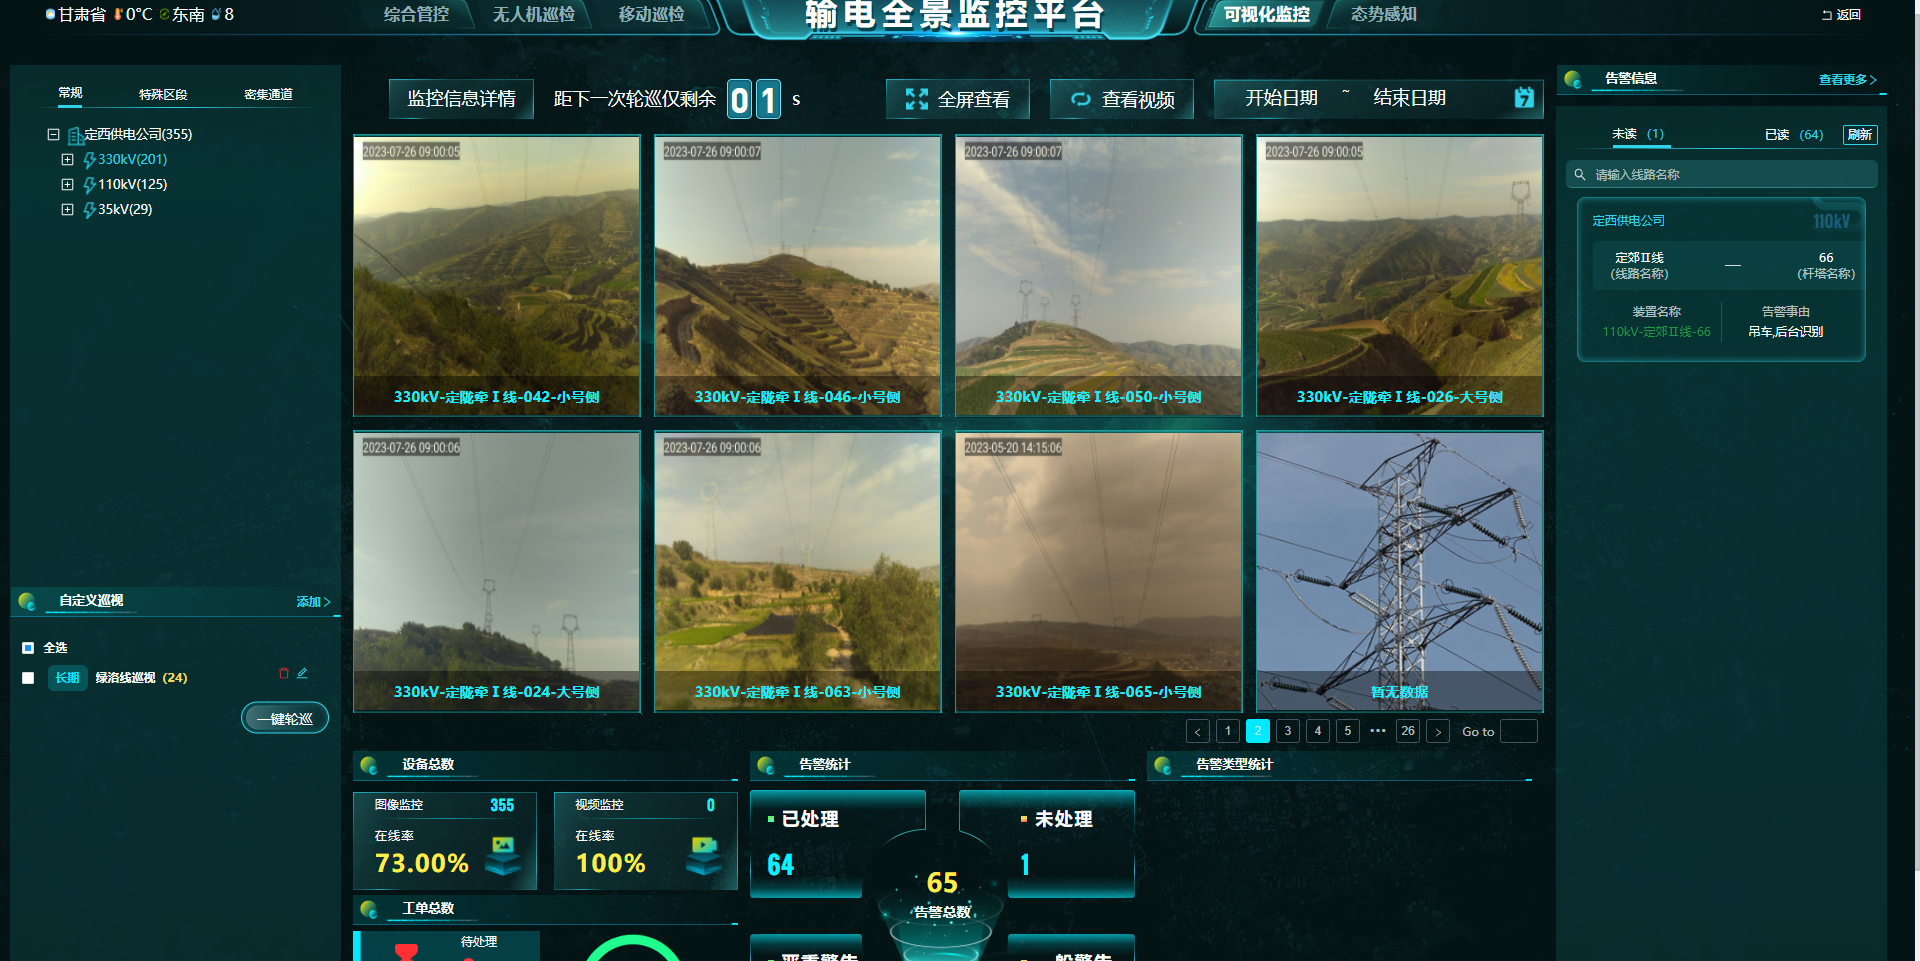 甘肃省 0°C 东南 8
综合管控
无人机巡检
移动巡检
输电全景监控平台
可视化监控
态势感知
返回
常规
特殊区段
密集通道
定西供电公司(355)
330kV(201)
110kV(125)
35kV(29)
自定义巡视
添加 >
全选
长期 绿洛线巡视 (24)
一键轮巡
监控信息详情
距下一次轮巡仅剩余 01 s
全屏查看
查看视频
开始日期 ~ 结束日期
7
2023-07-26 09:00:05
330kV-定陇牵Ⅰ线-042-小号侧
2023-07-26 09:00:07
330kV-定陇牵Ⅰ线-046-小号侧
2023-07-26 09:00:07
330kV-定陇牵Ⅰ线-050-小号侧
2023-07-26 09:00:05
330kV-定陇牵Ⅰ线-026-大号侧
2023-07-26 09:00:06
330kV-定陇牵Ⅰ线-024-大号侧
2023-07-26 09:00:06
330kV-定陇牵Ⅰ线-063-小号侧
2023-05-20 14:15:06
330kV-定陇牵Ⅰ线-065-小号侧
暂无数据
< 1 2 3 4 5 ••• 26 > Go to
设备总数
图像监控 355
在线率
73.00%
视频监控 0
在线率
100%
工单总数
待处理
告警统计
已处理
64
未处理
1
65
告警总数
严重警告
一般警告
告警类型统计
告警信息
查看更多 >
未读 (1)
已读 (64)
刷新
请输入线路名称
定西供电公司
110kV
定郊Ⅱ线
(线路名称)
—
66
(杆塔名称)
装置名称
110kV-定郊Ⅱ线-66
告警事由
吊车,后台识别